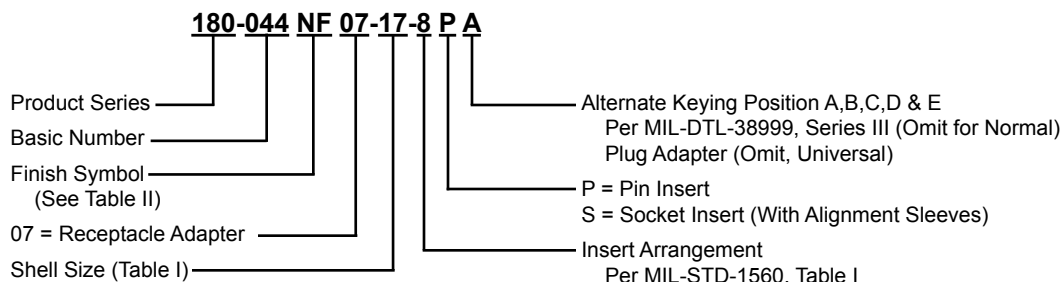 180-044 NF 07-17-8 P A
Product Series
Basic Number
Finish Symbol
(See Table II)
07 = Receptacle Adapter
Shell Size (Table I)
Alternate Keying Position A,B,C,D & E
Per MIL-DTL-38999, Series III (Omit for Normal)
Plug Adapter (Omit, Universal)
P = Pin Insert
S = Socket Insert (With Alignment Sleeves)
Insert Arrangement
Per MIL-STD-1560, Table I